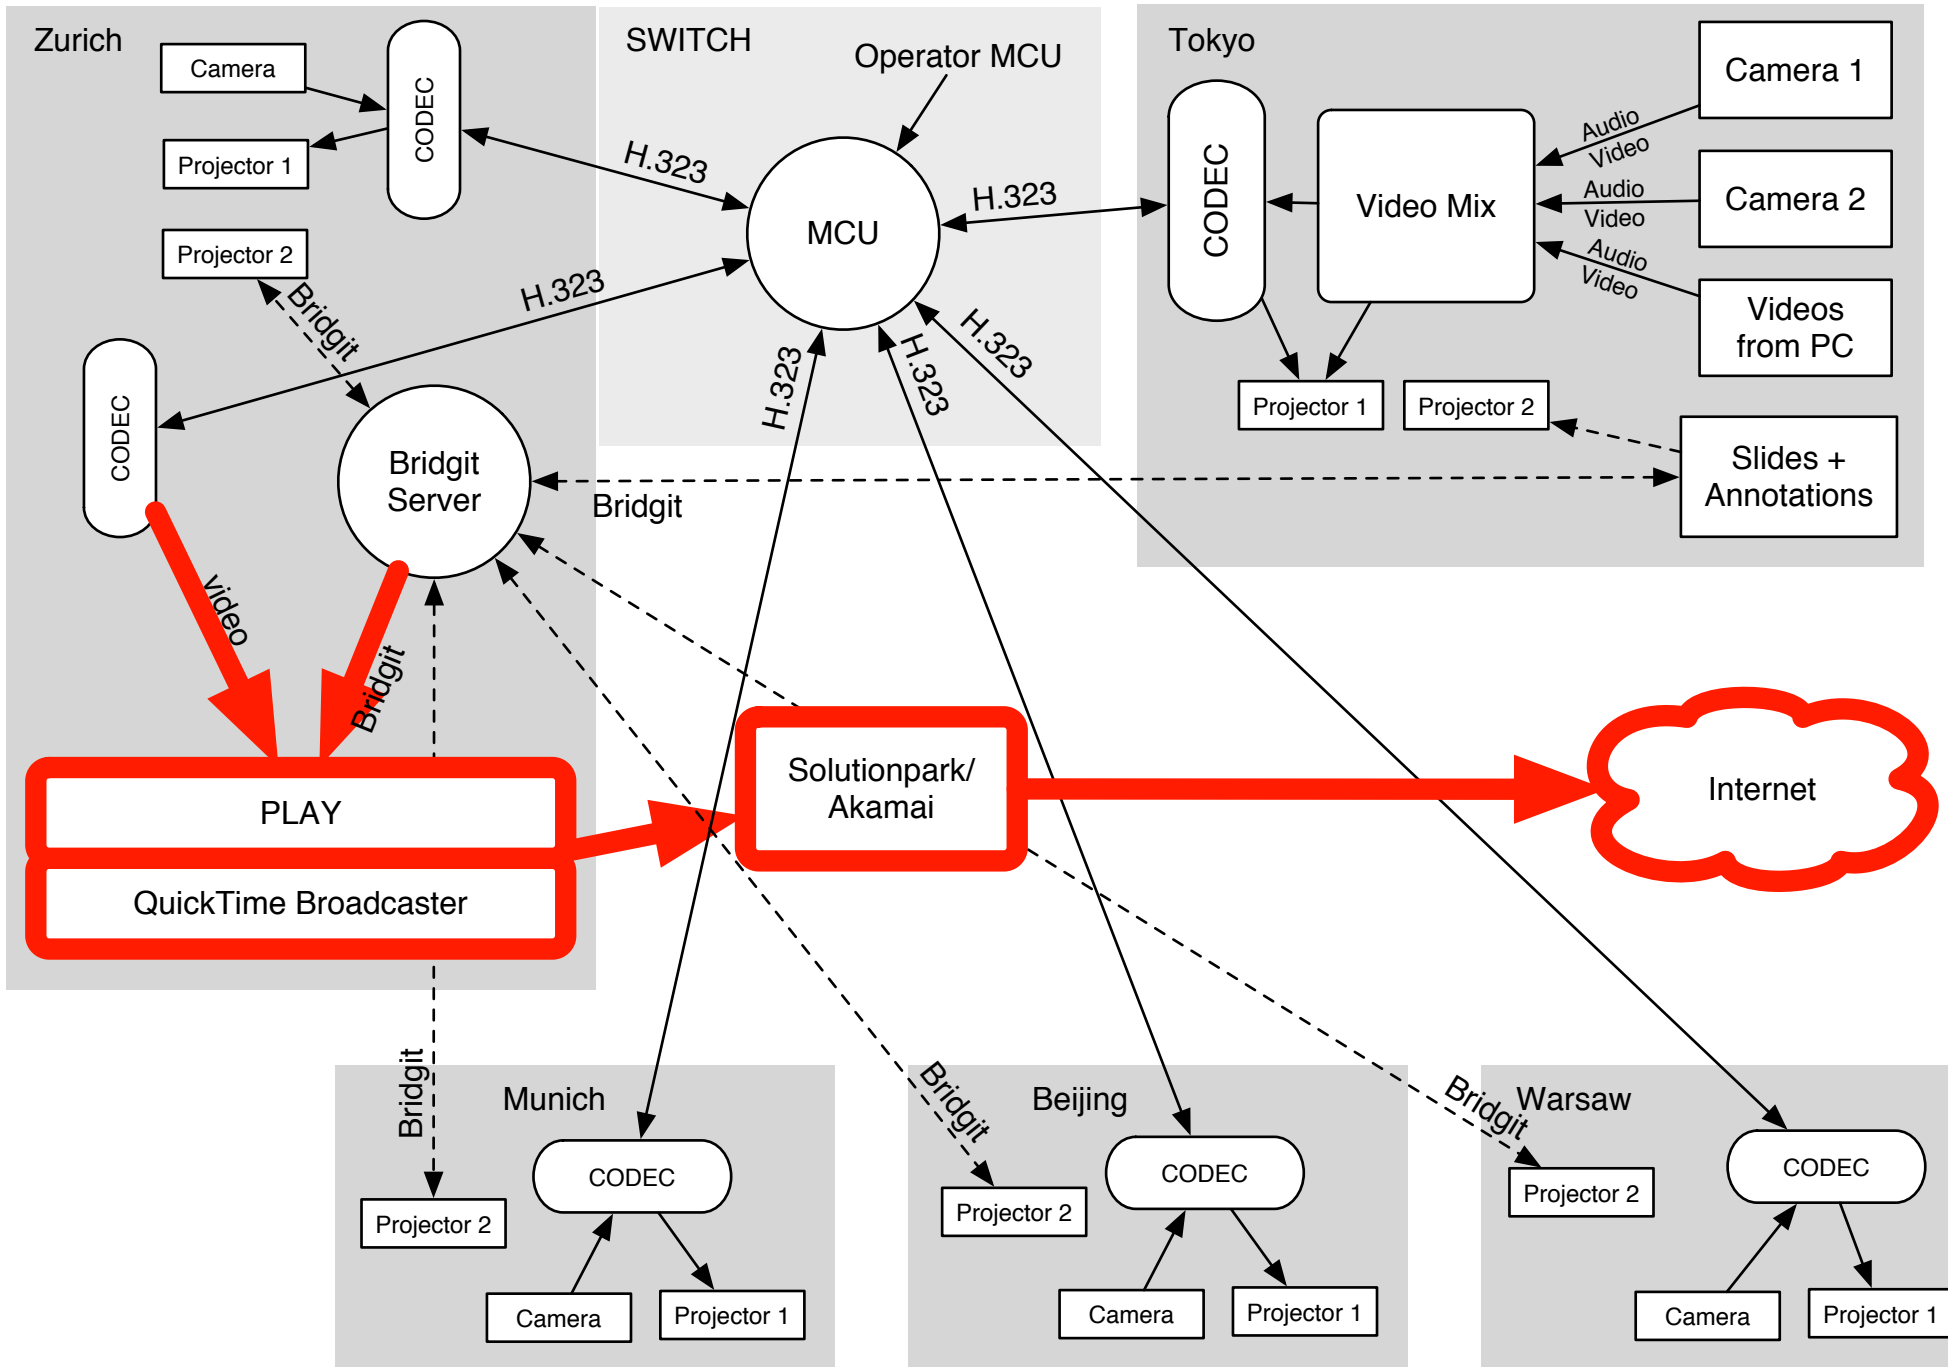 Zurich
Camera
CODEC
Projector 1
Projector 2
Bridgit
H.323
H.323
CODEC
Bridgit
Server
video
Bridgit
PLAY
QuickTime Broadcaster
SWITCH
Operator MCU
MCU
H.323
H.323
H.323
H.323
Bridgit
Tokyo
CODEC
Video Mix
Audio
Video
Audio
Video
Audio
Video
Camera 1
Camera 2
Videos
from PC
Projector 1
Projector 2
Slides +
Annotations
Solutionpark/
Akamai
Internet
Bridgit
Munich
CODEC
Projector 2
Camera
Projector 1
Bridgit
Beijing
CODEC
Projector 2
Camera
Projector 1
Bridgit
Warsaw
CODEC
Projector 2
Camera
Projector 1